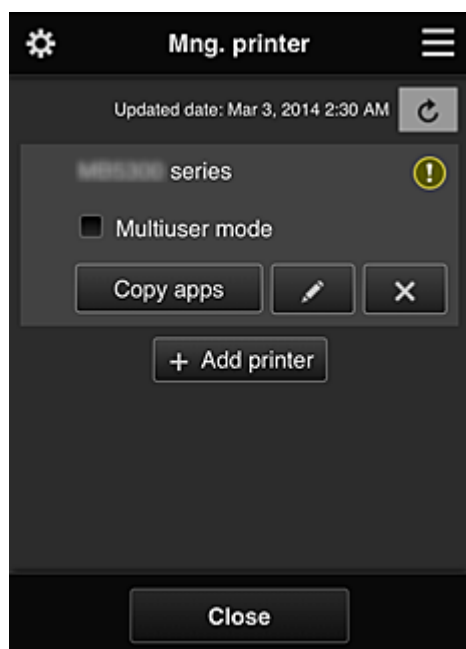 Mng. printer
Updated date: Mar 3, 2014 2:30 AM
series
Multiuser mode
Copy apps
+ Add printer
Close